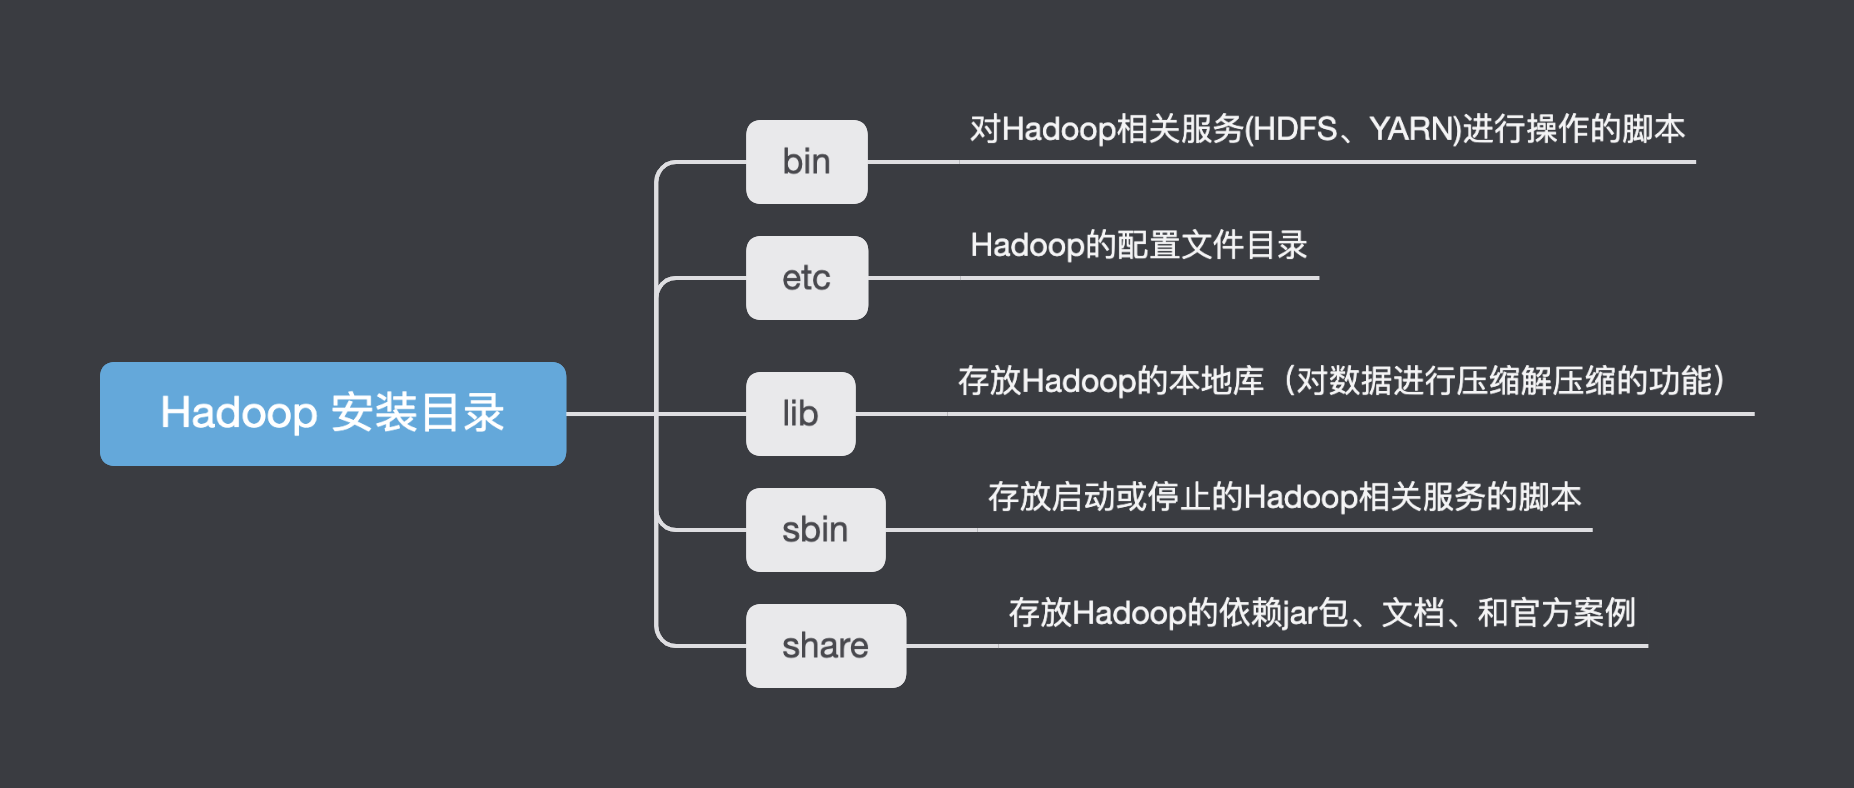 Hadoop 安装目录
bin
对Hadoop相关服务(HDFS、YARN)进行操作的脚本
etc
Hadoop的配置文件目录
lib
存放Hadoop的本地库（对数据进行压缩解压缩的功能）
sbin
存放启动或停止的Hadoop相关服务的脚本
share
存放Hadoop的依赖jar包、文档、和官方案例